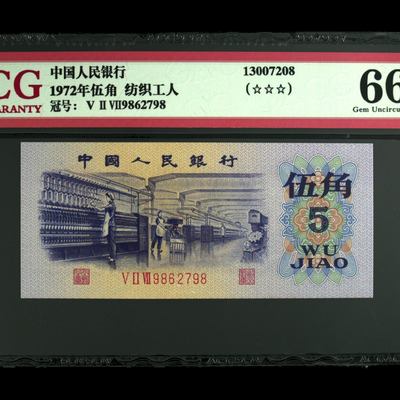 CG
ARANTY
中国人民银行
1972年伍角 纺织工人
冠号: V II VII9862798
13007208
(☆☆☆)
66
Gem Uncircu
中國人民銀行
伍角
5
WU
JIAO
V II VII 9862798